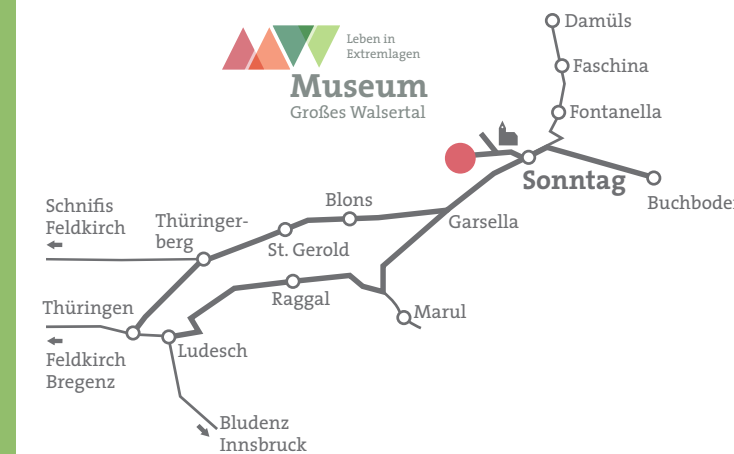 Leben in
Extremlagen
Museum
Großes Walsertal
Damüls
Faschina
Fontanella
Sonntag
Buchboden
Garsella
Blons
St. Gerold
Thüringer-
berg
Schnifis
Feldkirch
Raggal
Marul
Thüringen
Feldkirch
Bregenz
Ludesch
Bludenz
Innsbruck